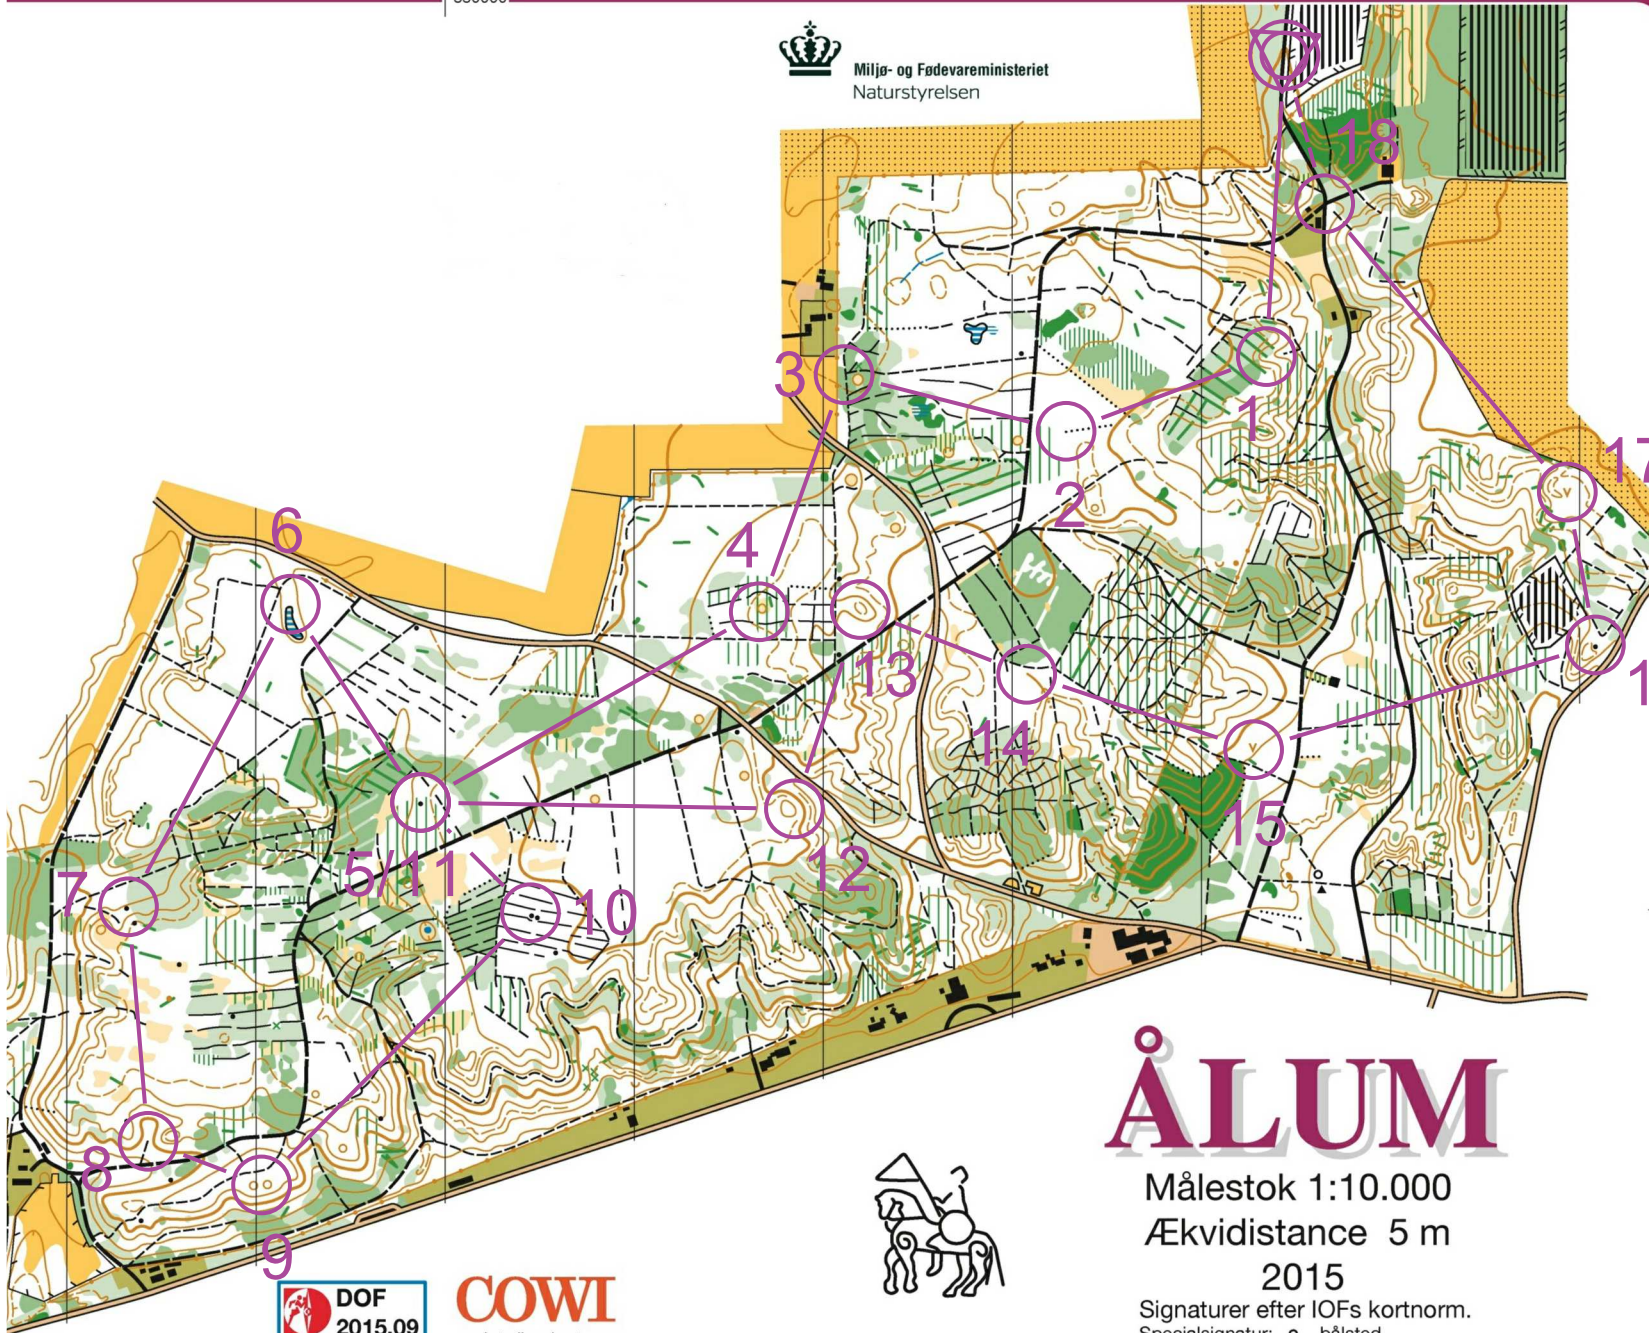 Miljø- og Fødevareministeriet
Naturstyrelsen
18
3
1
17
6
2
4
13
1
14
15
5/11
12
7
10
8
9
ÅLUM
Målestok 1:10.000
Ækvidistance 5 m
2015
Signaturer efter IOFs kortnorm.
DOF
2015.09
COWI